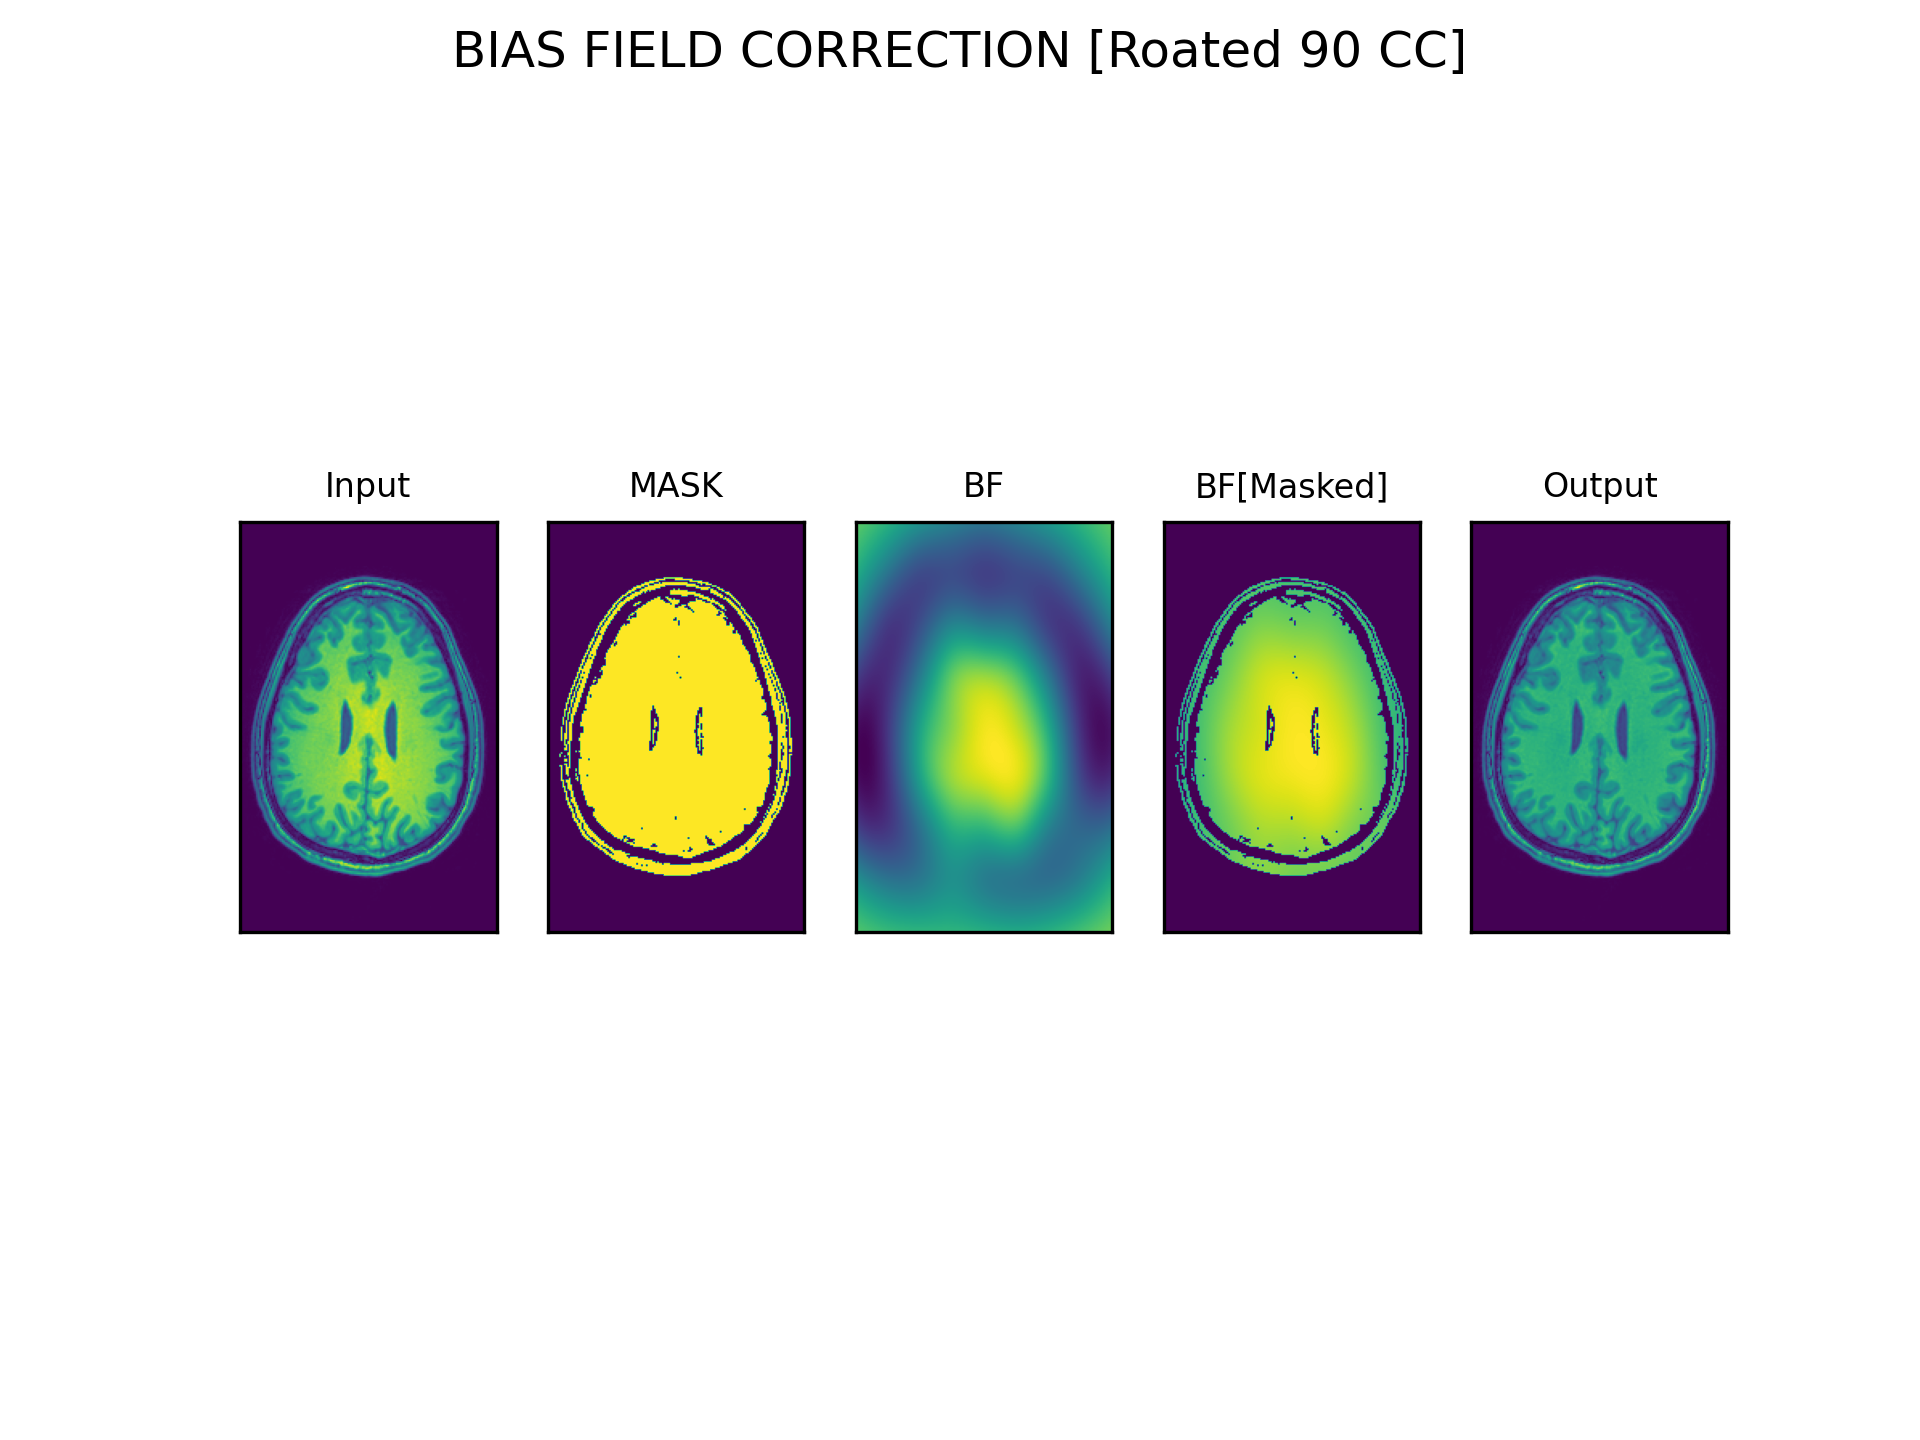 BIAS FIELD CORRECTION [Roated 90 CC]
Input
MASK
BF
BF[Masked]
Output